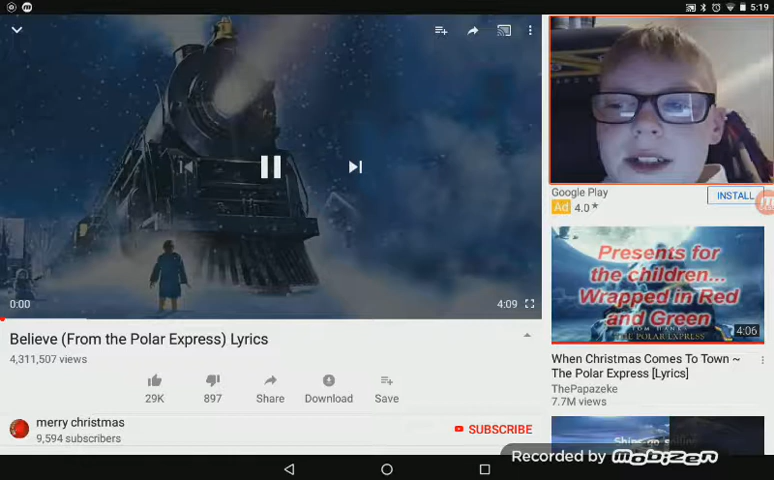 5:19
0:00
4:09
Believe (From the Polar Express) Lyrics
4,311,507 views
29K
897
Share
Download
Save
merry christmas
9,594 subscribers
SUBSCRIBE
Google Play
Ad 4.0★
INSTALL
Presents for
the children...
Wrapped in Red
and Green
TOM HANKS
THE POLAR EXPRESS
4:06
When Christmas Comes To Town ~
The Polar Express [Lyrics]
ThePapazeke
7.7M views
Recorded by mobizen